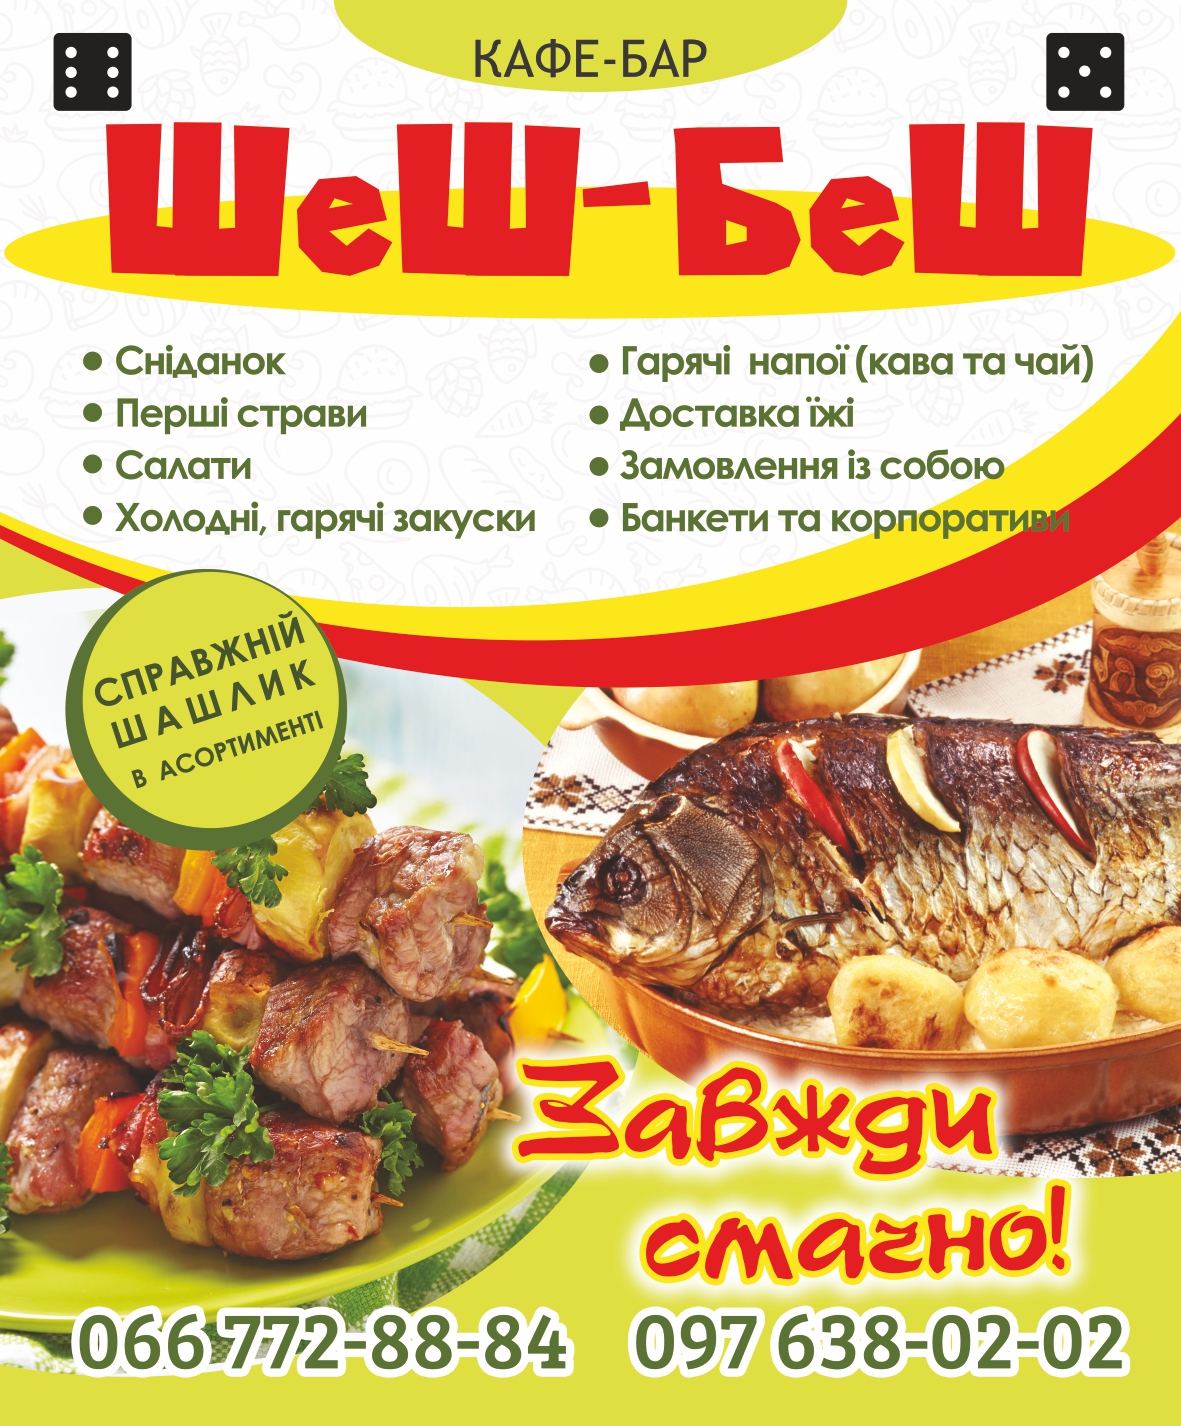 КАФЕ-БАР
ШеШ-БеШ
• Сніданок
• Перші страви
• Салати
• Холодні, гарячі закуски
• Гарячі напої (кава та чай)
• Доставка їжі
• Замовлення із собою
• Банкети та корпоративи
СПРАВЖНІЙ
ШАШЛИК
В АСОРТИМЕНТІ
Завжди
смачно!
066 772-88-84 097 638-02-02